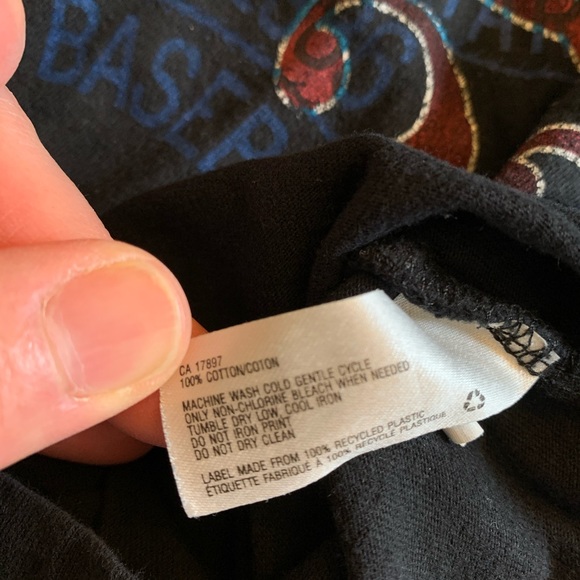 BASEB
CA 17897
100% COTTON/COTON
MACHINE WASH COLD GENTLE CYCLE
ONLY NON-CHLORINE BLEACH WHEN NEEDED
TUMBLE DRY LOW, COOL IRON
DO NOT IRON PRINT
DO NOT DRY CLEAN
LABEL MADE FROM 100% RECYCLED PLASTIC
ÉTIQUETTE FABRIQUE À 100% RECYCLE PLASTIQUE